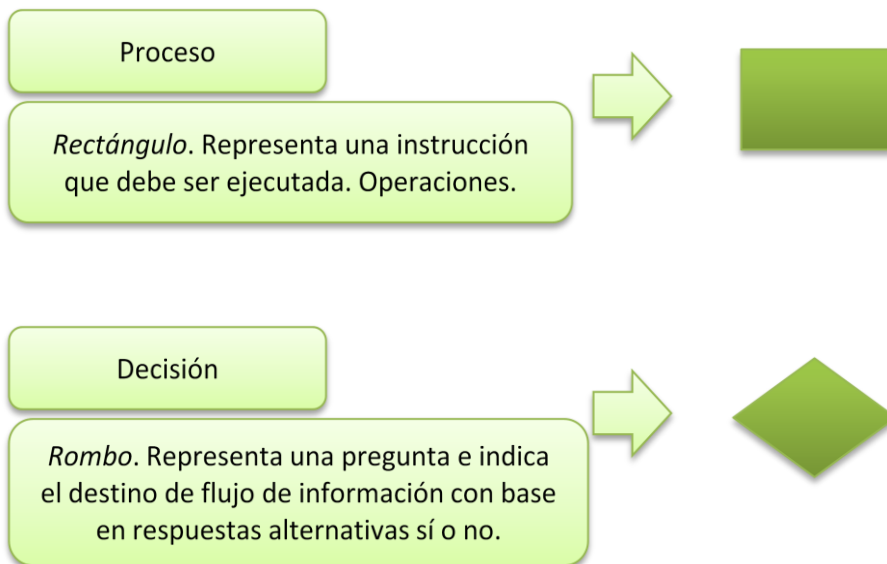 Proceso
Rectángulo. Representa una instrucción
que debe ser ejecutada. Operaciones.
Decisión
Rombo. Representa una pregunta e indica
el destino de flujo de información con base
en respuestas alternativas sí o no.